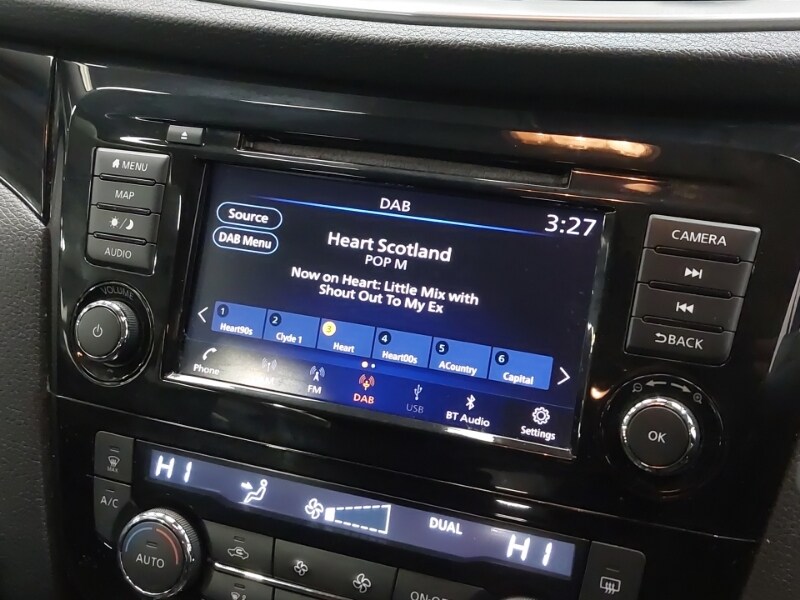 MENU
MAP
AUDIO
VOLUME
DAB
3:27
Source
DAB Menu
Heart Scotland
POP M
Now on Heart: Little Mix with
Shout Out To My Ex
1 Heart90s
2 Clyde 1
3 Heart
4 Heart00s
5 ACountry
6 Capital
Phone
FM
DAB
USB
BT Audio
Settings
CAMERA
BACK
OK
MAX
A/C
HI
DUAL
HI
AUTO